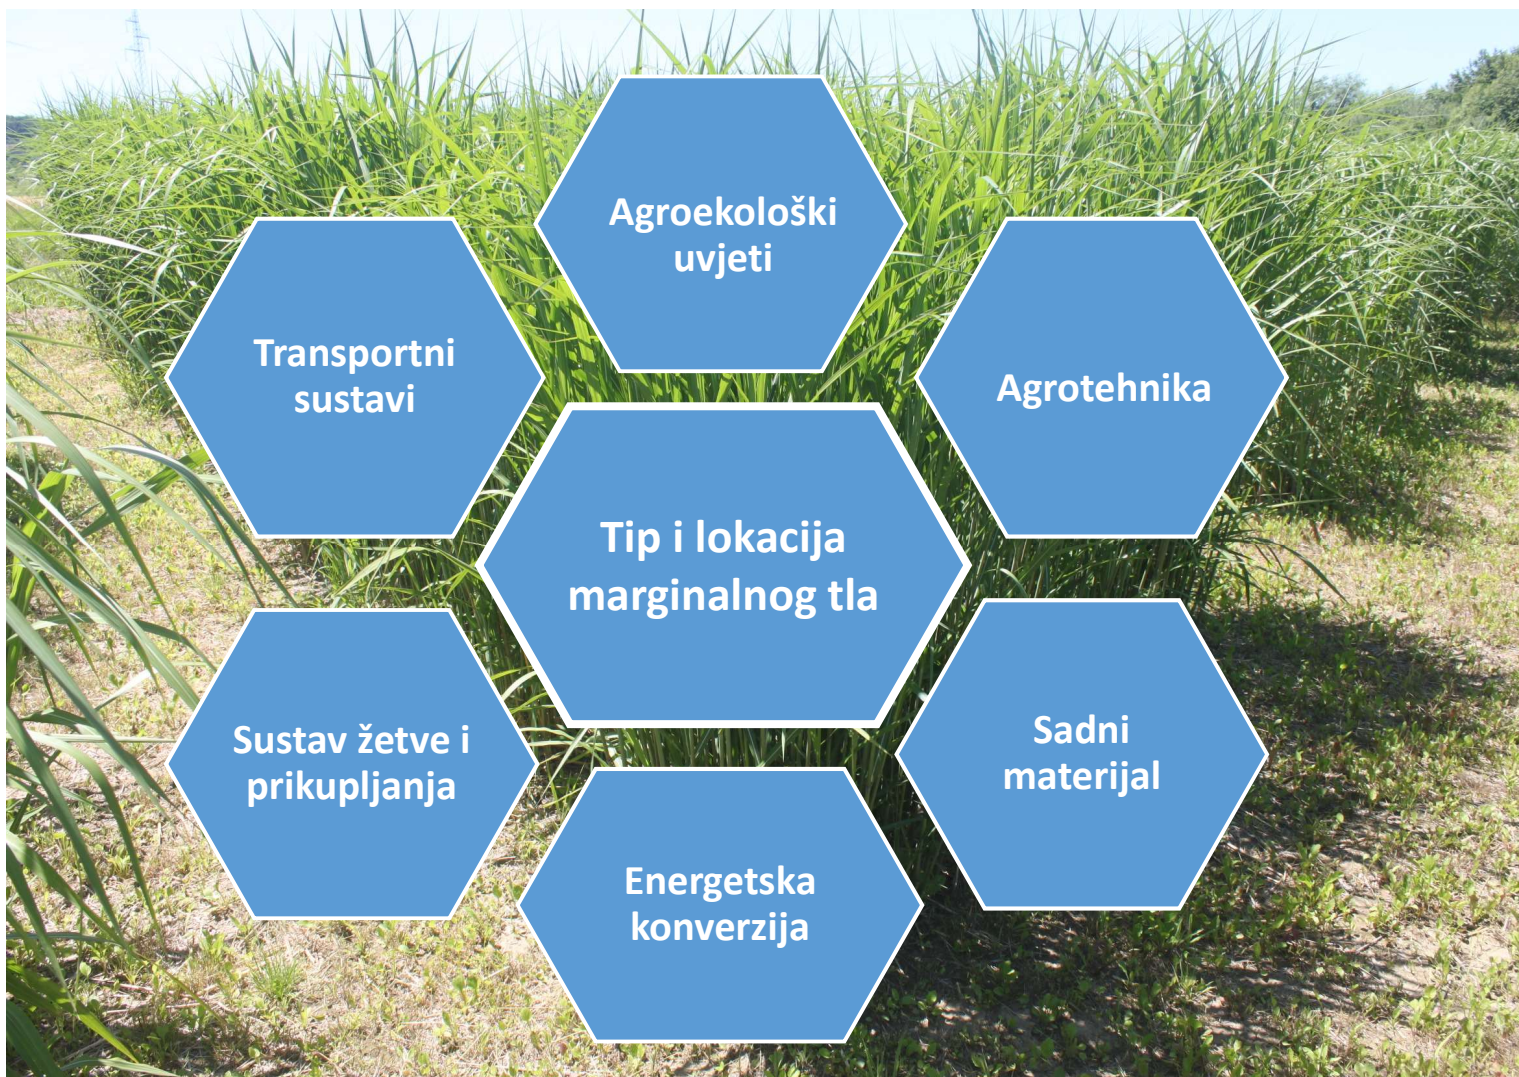 Agroekološki
uvjeti
Transportni
sustavi
Agrotehnika
Tip i lokacija
marginalnog tla
Sustav žetve i
prikupljanja
Sadni
materijal
Energetska
konverzija